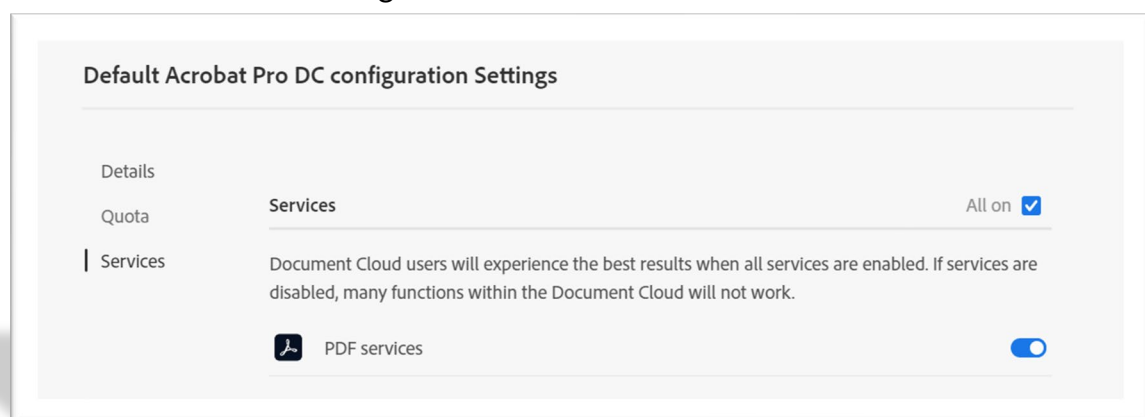 Default Acrobat Pro DC configuration Settings
Details
Quota
Services
Services
All on
Document Cloud users will experience the best results when all services are enabled. If services are
disabled, many functions within the Document Cloud will not work.
PDF services